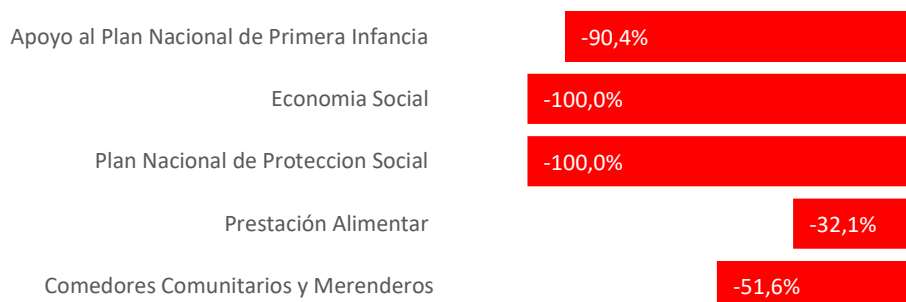 Apoyo al Plan Nacional de Primera Infancia -90,4%
Economia Social -100,0%
Plan Nacional de Proteccion Social -100,0%
Prestación Alimentar -32,1%
Comedores Comunitarios y Merenderos -51,6%